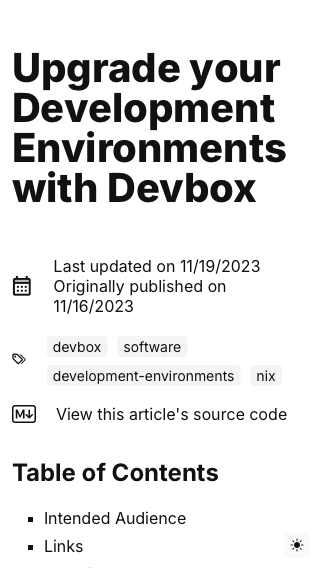 Upgrade your
Development
Environments
with Devbox
Last updated on 11/19/2023
Originally published on
11/16/2023
devbox software
development-environments nix
View this article's source code
Table of Contents
Intended Audience
Links